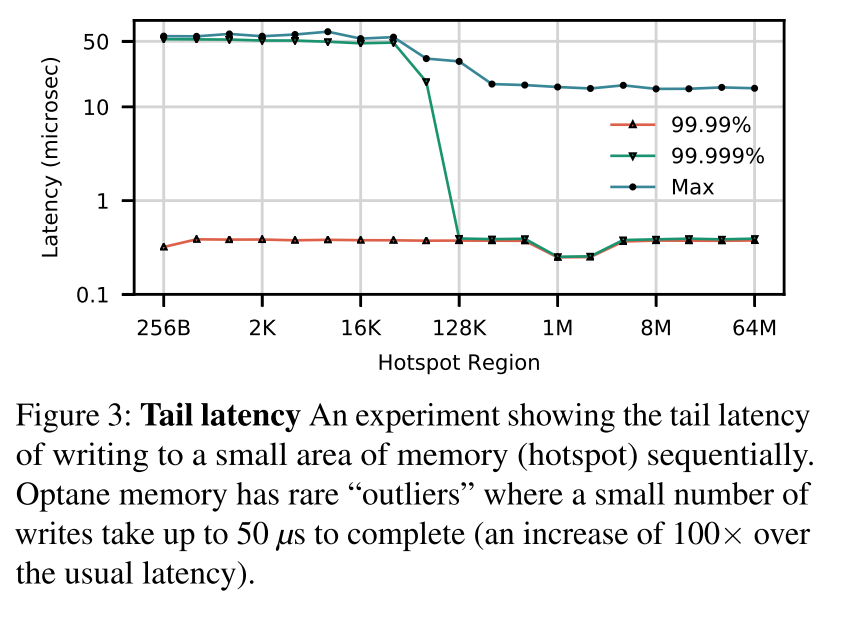 50
10
1
0.1
Latency (microsec)
99.99%
99.999%
Max
256B 2K 16K 128K 1M 8M 64M
Hotspot Region
Figure 3: Tail latency An experiment showing the tail latency
of writing to a small area of memory (hotspot) sequentially.
Optane memory has rare “outliers” where a small number of
writes take up to 50 μs to complete (an increase of 100× over
the usual latency).